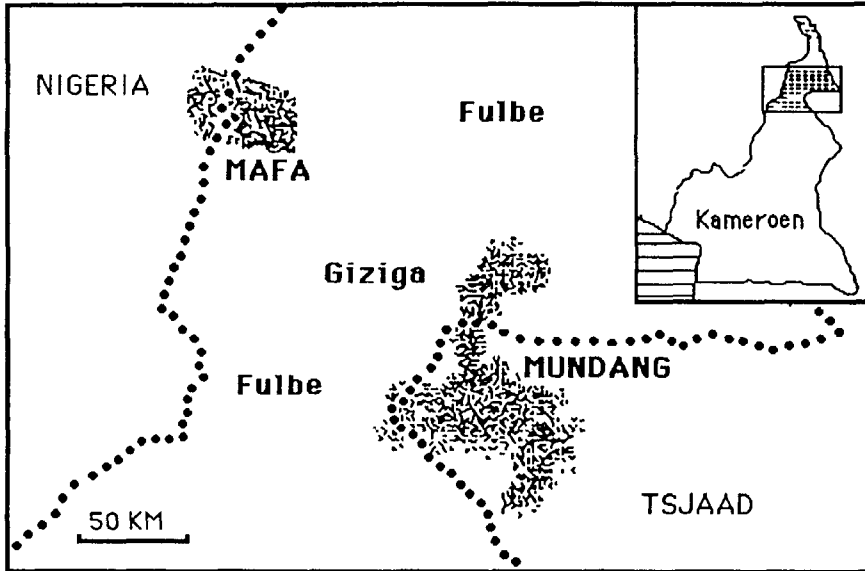 NIGERIA
Fulbe
MAFA
Kameroen
Giziga
MUNDANG
Fulbe
TSJAAD
50 KM